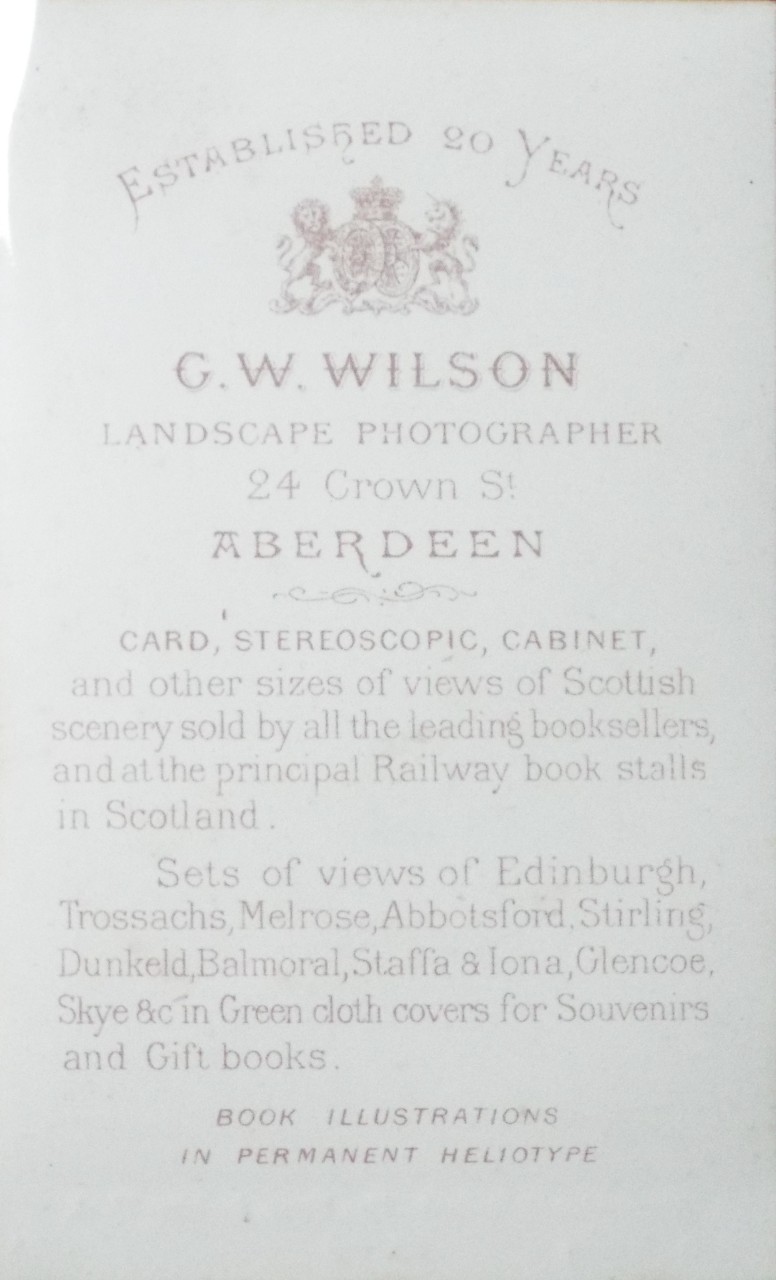 ESTABLISHED 20 YEARS
G. W. WILSON
LANDSCAPE PHOTOGRAPHER
24 Crown St
ABERDEEN
CARD, STEREOSCOPIC, CABINET,
and other sizes of views of Scottish
scenery sold by all the leading booksellers,
and at the principal Railway book stalls
in Scotland.
Sets of views of Edinburgh,
Trossachs, Melrose, Abbotsford, Stirling,
Dunkeld, Balmoral, Staffa & Iona, Glencoe,
Skye &c in Green cloth covers for Souvenirs
and Gift books.
BOOK ILLUSTRATIONS
IN PERMANENT HELIOTYPE